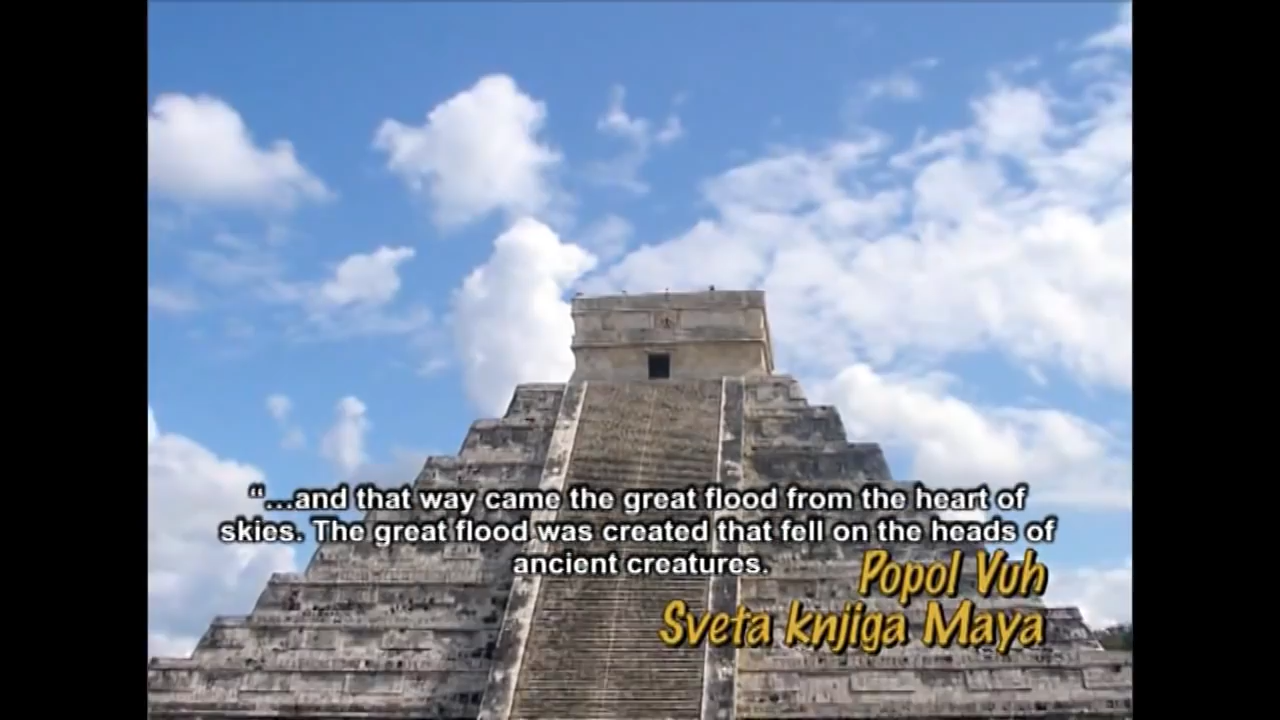 “...and that way came the great flood from the heart of
skies. The great flood was created that fell on the heads of
ancient creatures.
Popol Vuh
Sveta knjiga Maya